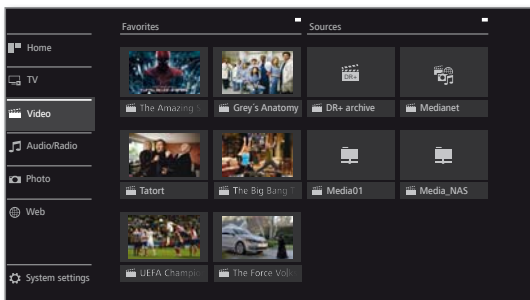 Favorites
Sources
Home
TV
Video
Audio/Radio
Photo
Web
System settings
The Amazing S
Grey's Anatomy
DR+
DR+ archive
Medianet
Tatort
The Big Bang T
Media01
Media_NAS
UEFA Champio
The Force Vol